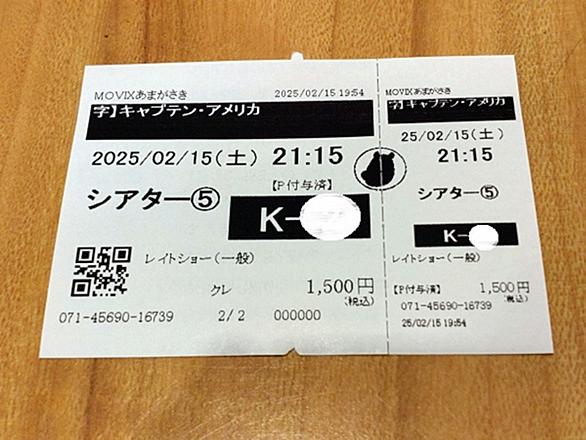 MOVIXあまがさき 2025/02/15 19:54
字】キャプテン・アメリカ
2025/02/15(土) 21:15
【P付与済】
シアター⑤
K-
レイトショー(一般)
クレ 1,500円
(税込)
071-45690-16739 2/2 000000
MOVIXあまがさき
字】キャプテン・アメリカ
25/02/15(土)
21:15
シアター⑤
K-
レイトショー(一般)
【P付与済】 1,500円
(税込)
071-45690-16739
25/02/15 19:54